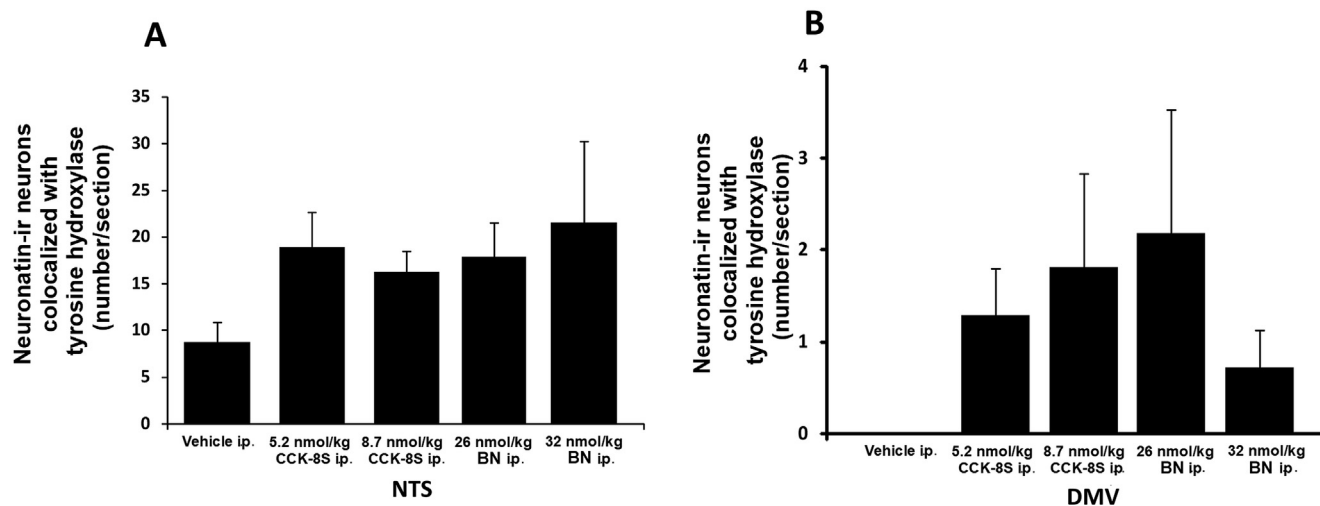 A
Neuronatin-ir neurons
colocalized with
tyrosine hydroxylase
(number/section)
35
30
25
20
15
10
5
0
Vehicle ip.
5.2 nmol/kg
CCK-8S ip.
8.7 nmol/kg
CCK-8S ip.
26 nmol/kg
BN ip.
32 nmol/kg
BN ip.
NTS
B
Neuronatin-ir neurons
colocalized with
tyrosine hydroxylase
(number/section)
4
3
2
1
0
Vehicle ip.
5.2 nmol/kg
CCK-8S ip.
8.7 nmol/kg
CCK-8S ip.
26 nmol/kg
BN ip.
32 nmol/kg
BN ip.
DMV